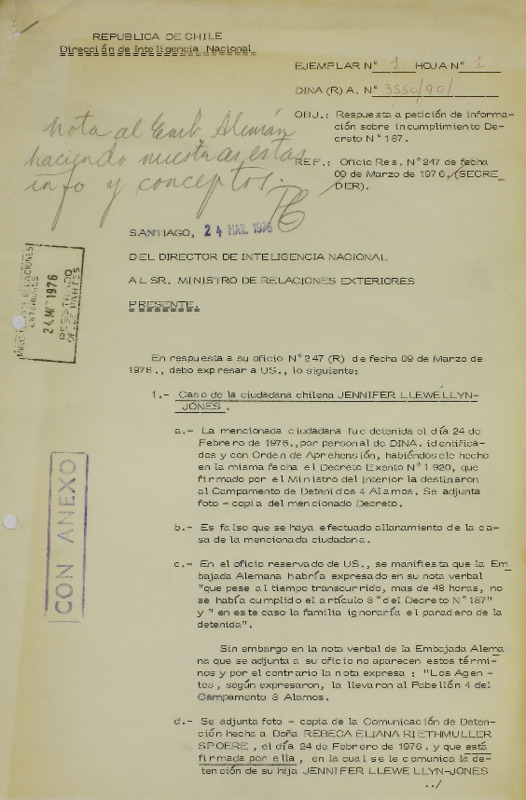 REPUBLICA DE CHILE
Dirección de Inteligencia Nacional
EJEMPLAR N° 1 HOJA N° 1
DINA (R) A. N° 3550/90/
OBJ.: Respuesta a petición de informa-
ción sobre incumplimiento De-
creto N° 187.
REF.: Oficio Res. N° 247 de fecha
09 de Marzo de 1976. (SECRE_
DER).
Nota al Emb. Alemán
haciendo nuestras estas
info y conceptos.
SANTIAGO, 24 MAR. 1976
DEL DIRECTOR DE INTELIGENCIA NACIONAL
AL SR. MINISTRO DE RELACIONES EXTERIORES
PRESENTE.
MINISTERIO RELACIONES
EXTERIORES
24 MAR 1976
REGISTRADO
OF. DE PARTES
En respuesta a su oficio N° 247 (R) de fecha 09 de Marzo de
1976., debo expresar a US., lo siguiente:
1.- Caso de la ciudadana chilena JENNIFER LLEWELLYN-
JONES.
a.- La mencionada ciudadana fue detenida el día 24 de
Febrero de 1976., por personal de DINA. identifica-
dos y con Orden de Aprehensión, habiéndosele hecho
en la misma fecha el Decreto Exento N° 1920, que
firmado por el Ministro del Interior la destinaron
al Campamento de Detenidos 4 Alamos. Se adjunta
foto - copia del mencionado Decreto.
b.- Es falso que se haya efectuado allanamiento de la ca-
sa de la mencionada ciudadana.
c.- En el oficio reservado de US., se manifiesta que la Em_
bajada Alemana habría expresado en su nota verbal
"que pese al tiempo transcurrido, mas de 48 horas, no
se había cumplido el artículo 3° del Decreto N° 187"
y " en este caso la familia ignoraría el paradero de la
detenida".
Sin embargo en la nota verbal de la Embajada Alema_
na que se adjunta a su oficio no aparecen estos térmi-
nos y por el contrario la nota expresa : "Los Agen-
tes, según expresaron, la llevaron al Pabellón 4 del
Campamento 3 Alamos.
d.- Se adjunta foto - copia de la Comunicación de Deten-
ción hecha a Doña REBECA ELIANA RIETHMULLER
SPOERE, el día 24 de Febrero de 1976. y que está
firmada por ella, en la cual se le comunica la de-
tención de su hija JENNIFER LLEWELLYN-JONES
../
CON ANEXO